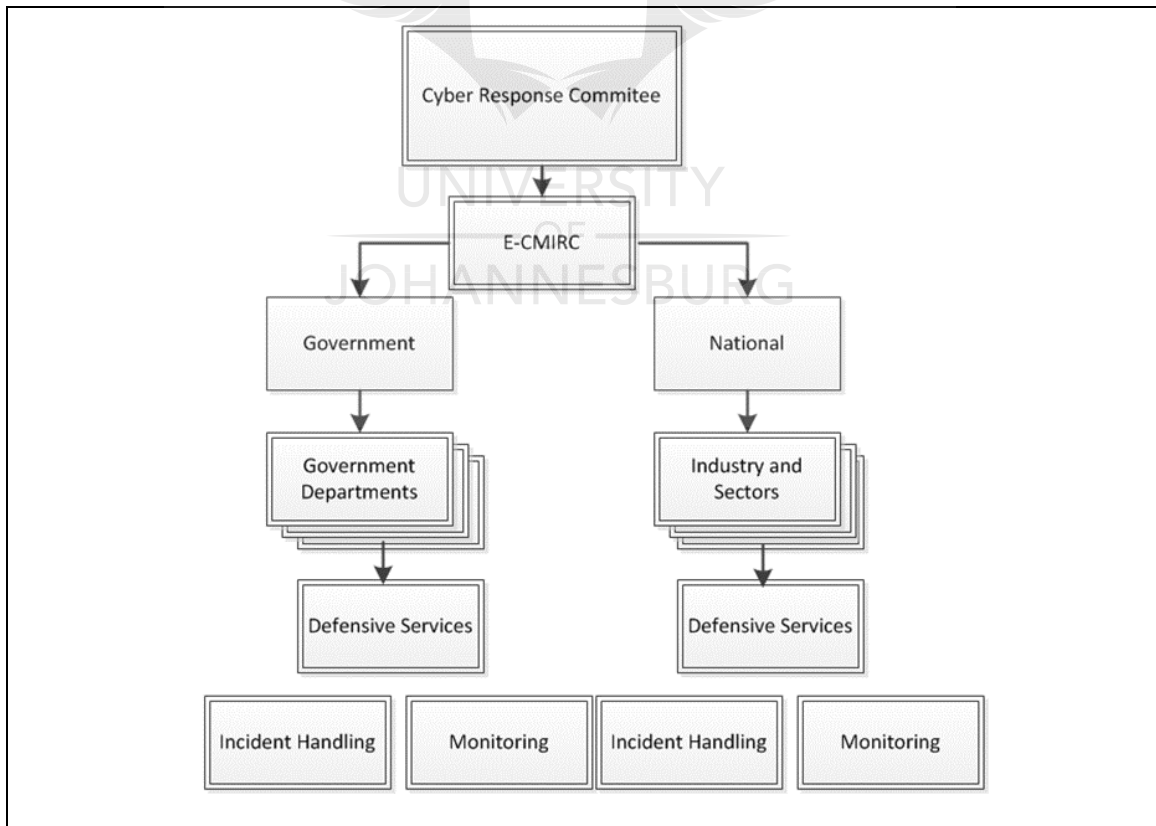 Cyber Response Commitee
UNIVERSITY
OF
JOHANNESBURG
E-CMIRC
Government
National
Government
Departments
Industry and
Sectors
Defensive Services
Defensive Services
Incident Handling
Monitoring
Incident Handling
Monitoring